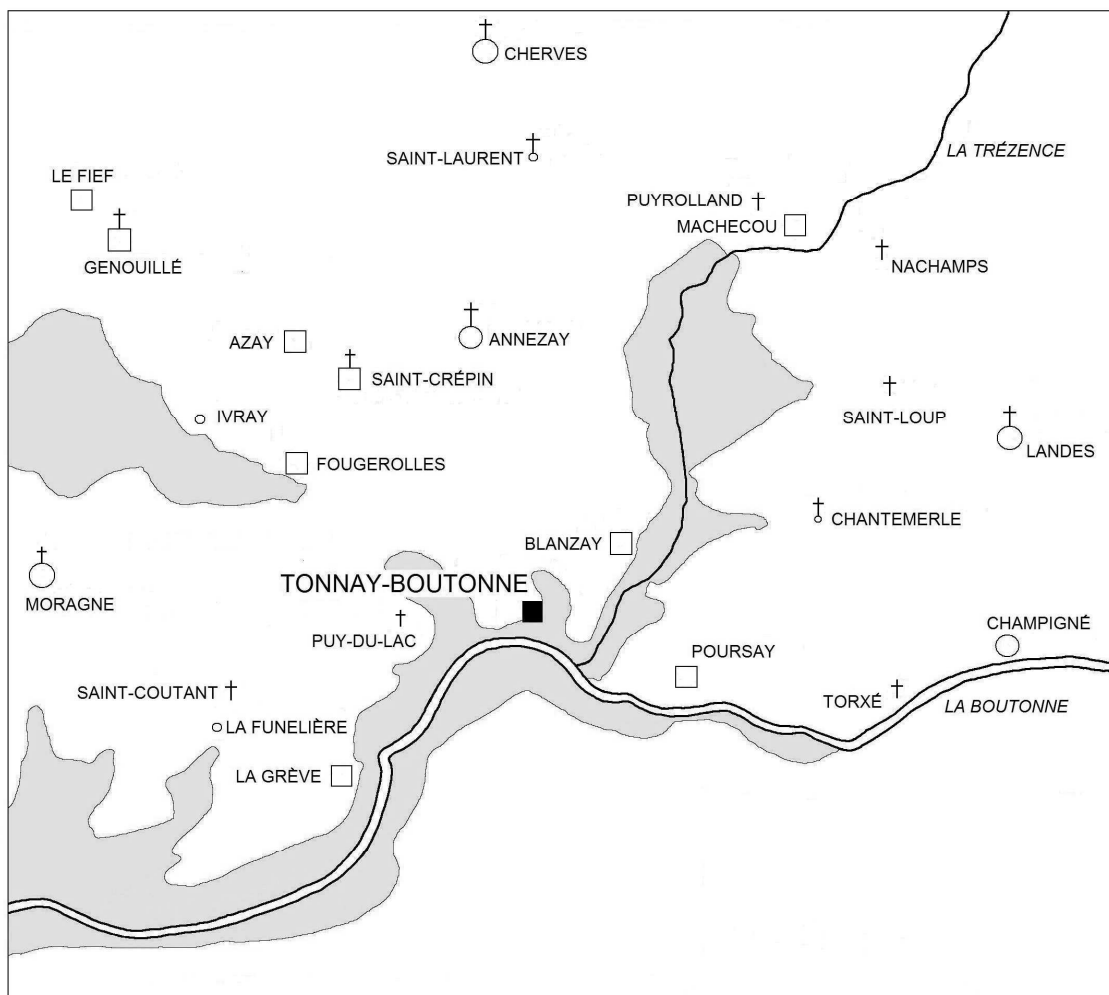 CHERVES
SAINT-LAURENT
LA TRÉZENCE
LE FIEF
PUYROLLAND
MACHECOU
GENOUILLÉ
NACHAMPS
AZAY
ANNEZAY
SAINT-CRÉPIN
IVRAY
SAINT-LOUP
LANDES
FOUGEROLLES
CHANTEMERLE
BLANZAY
TONNAY-BOUTONNE
MORAGNE
PUY-DU-LAC
CHAMPIGNÉ
POURSAY
SAINT-COUTANT
TORXÉ
LA BOUTONNE
LA FUNELIÈRE
LA GRÈVE